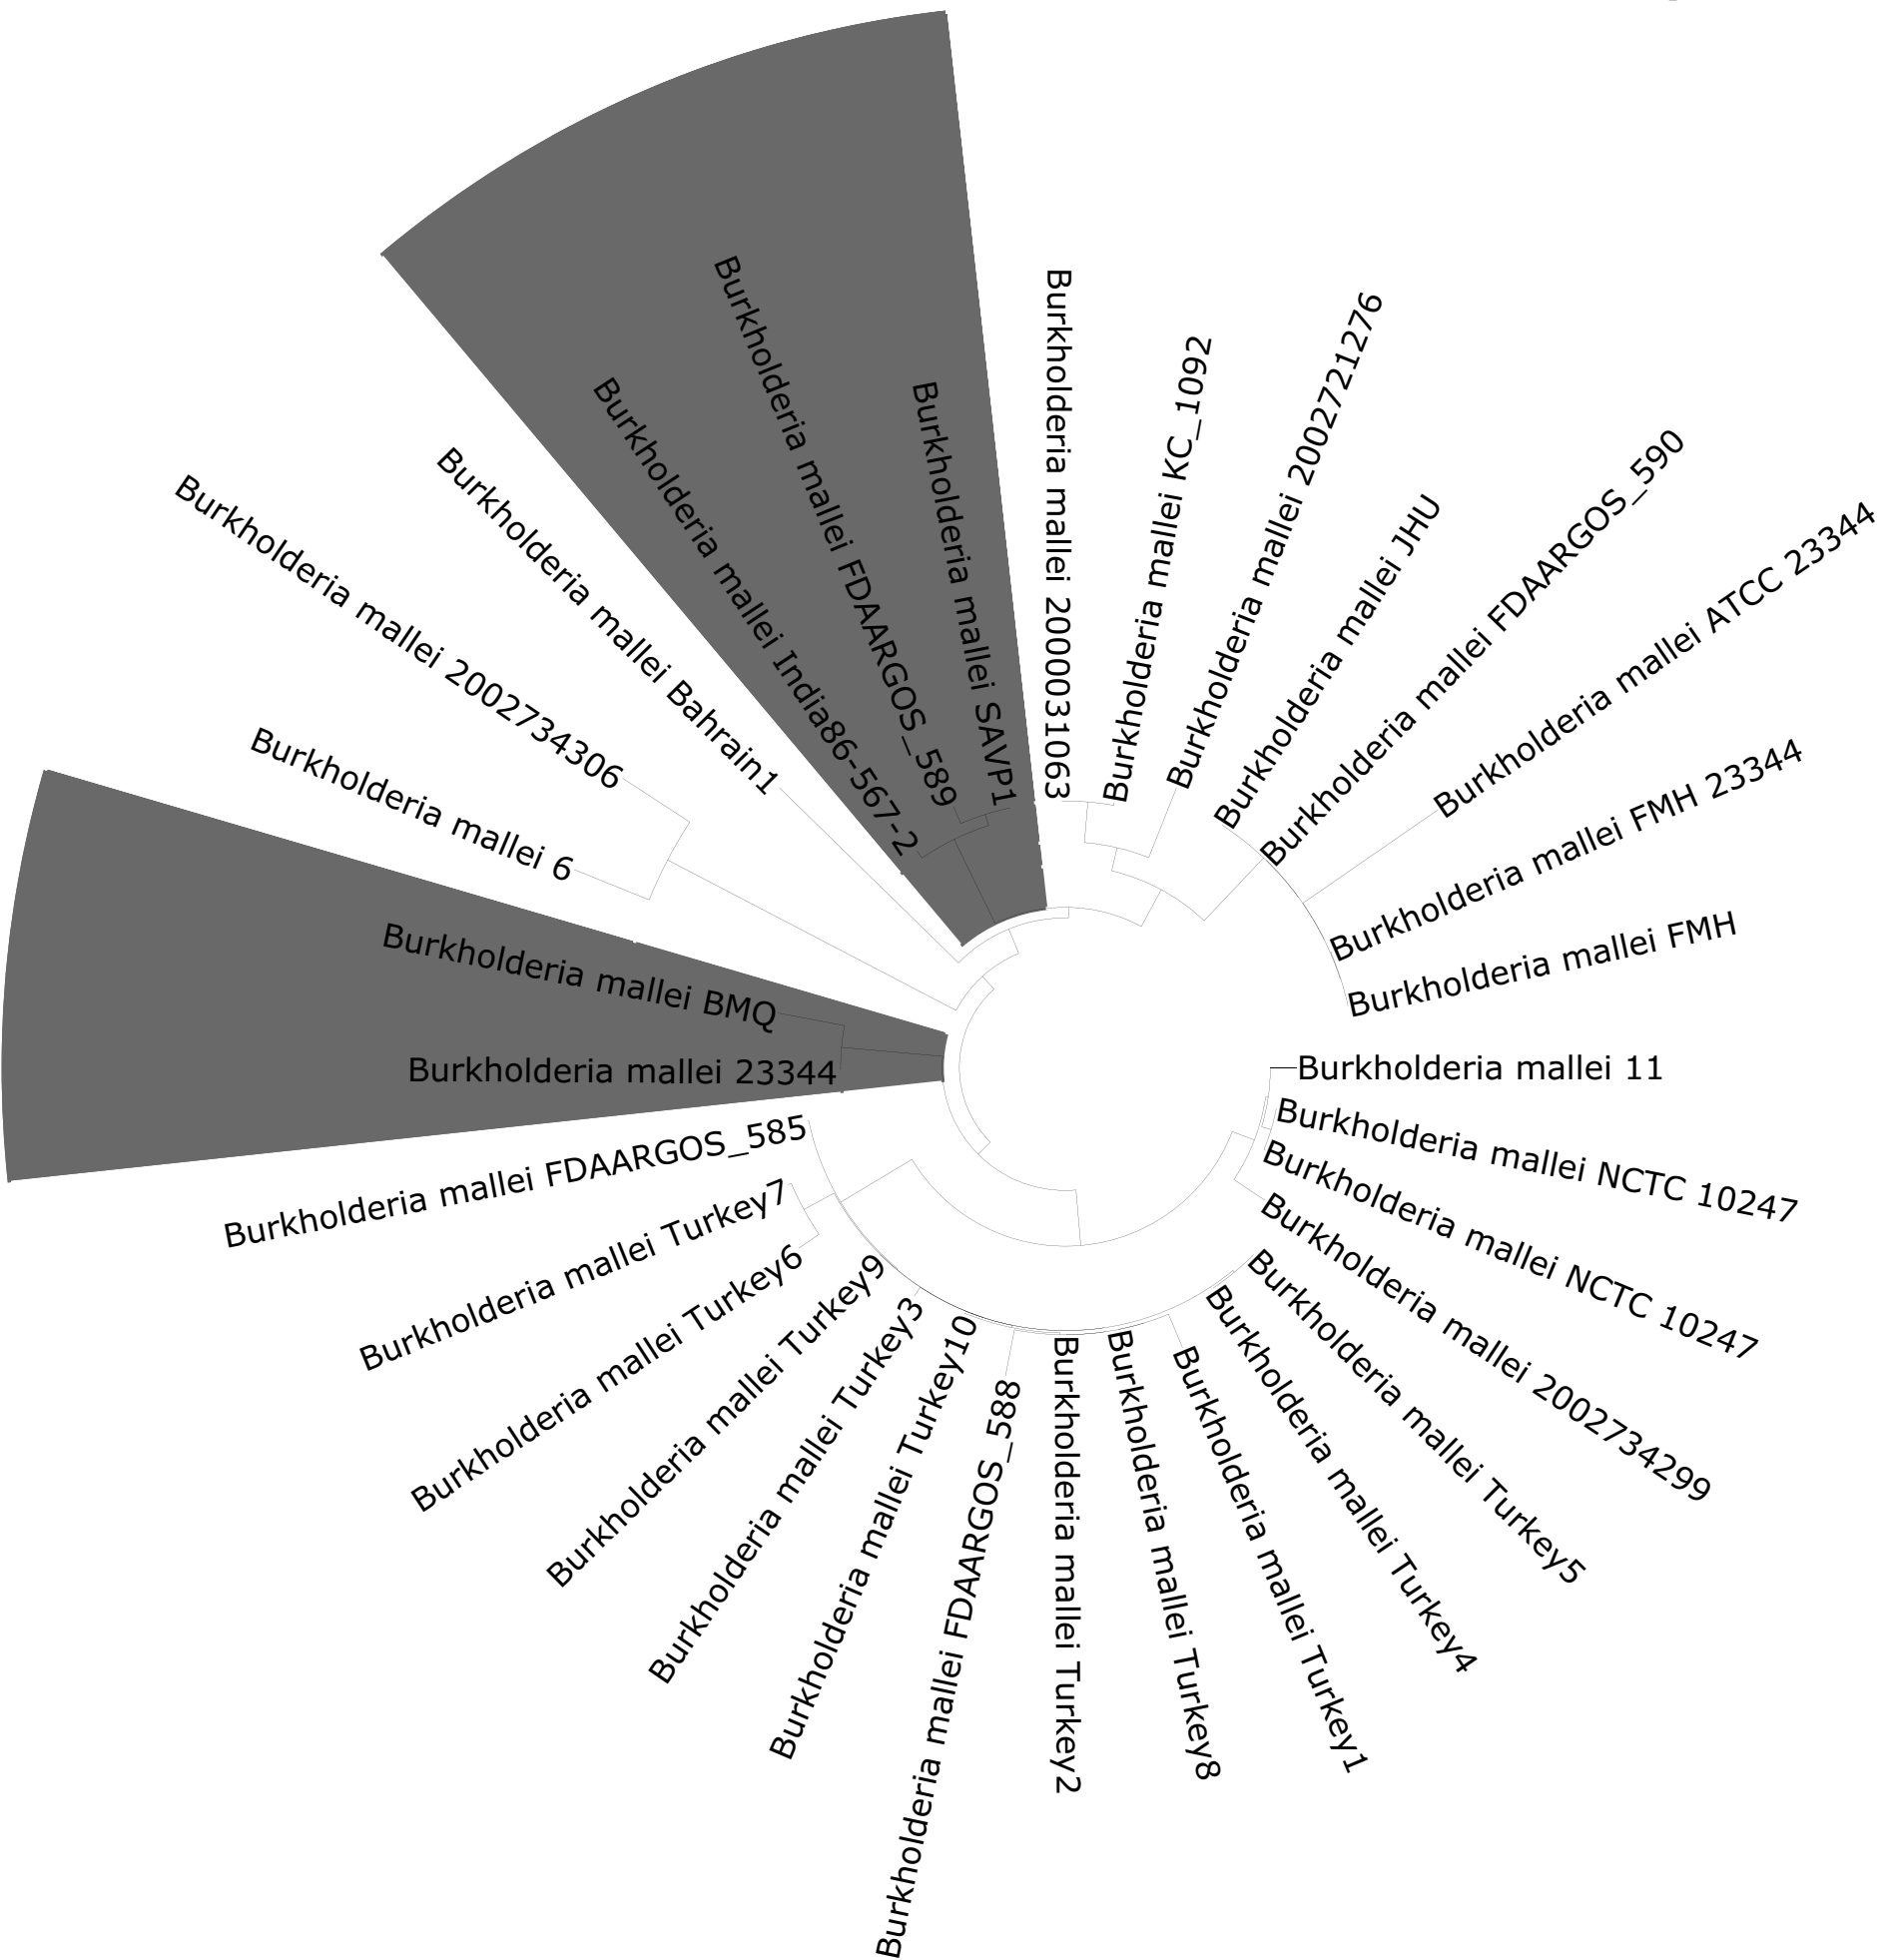 Burkholderia mallei 2000031063
Burkholderia mallei KC_1092
Burkholderia mallei 2002721276
Burkholderia mallei JHU
Burkholderia mallei FDAARGOS_590
Burkholderia mallei ATCC 23344
Burkholderia mallei FMH 23344
Burkholderia mallei FMH
Burkholderia mallei 11
Burkholderia mallei NCTC 10247
Burkholderia mallei NCTC 10247
Burkholderia mallei 2002734299
Burkholderia mallei Turkey5
Burkholderia mallei Turkey4
Burkholderia mallei Turkey1
Burkholderia mallei Turkey8
Burkholderia mallei Turkey2
Burkholderia mallei FDAARGOS_588
Burkholderia mallei Turkey10
Burkholderia mallei Turkey3
Burkholderia mallei Turkey9
Burkholderia mallei Turkey6
Burkholderia mallei Turkey7
Burkholderia mallei FDAARGOS_585
Burkholderia mallei 23344
Burkholderia mallei BMQ
Burkholderia mallei 6
Burkholderia mallei 2002734306
Burkholderia mallei Bahrain1
Burkholderia mallei India86-567-2
Burkholderia mallei FDAARGOS_589
Burkholderia mallei SAVP1